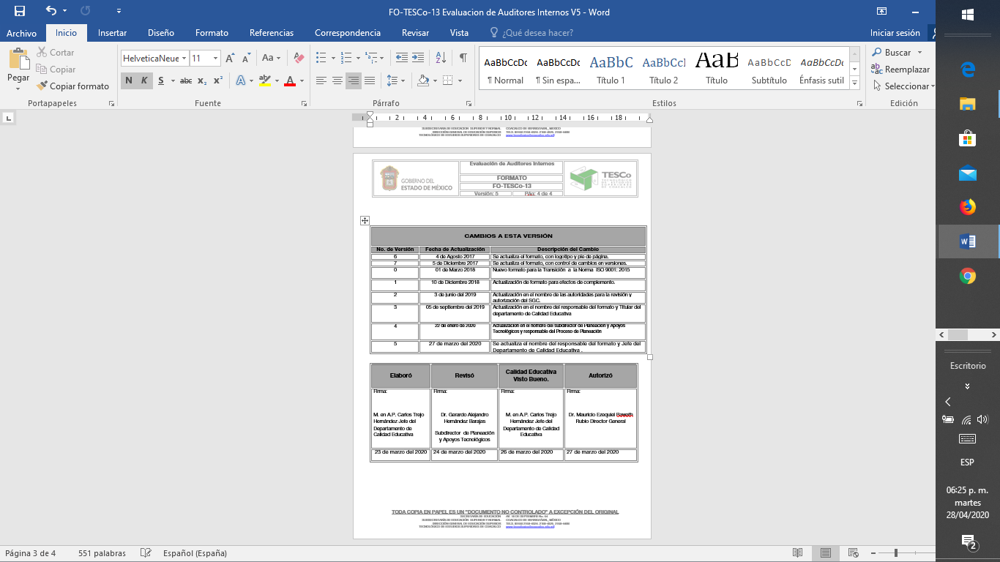 FO-TESCo-13 Evaluacion de Auditores Internos V5 - Word
Archivo Inicio Insertar Diseño Formato Referencias Correspondencia Revisar Vista ¿Qué desea hacer? Iniciar sesión
Pegar
Cortar
Copiar
Copiar formato
Portapapeles
HelveticaNeue 11
N K S abc x₂ x²
Fuente
Párrafo
AaBbCcDc AaBbCcDc AaBbC AaBbCcI AaB AaBbCcD AaBbCcDt
¶ Normal ¶ Sin espa... Título 1 Título 2 Título Subtítulo Énfasis sutil
Estilos
Buscar
Reemplazar
Seleccionar
Edición
2 4 6 8 10 12 14 16 18
SUBSECRETARÍA DE EDUCACIÓN SUPERIOR Y NORMAL
DIRECCIÓN GENERAL DE EDUCACIÓN SUPERIOR
TECNOLÓGICO DE ESTUDIOS SUPERIORES DE COACALCO
GOBIERNO DEL
ESTADO DE MÉXICO
Evaluación de Auditores Internos
FORMATO
FO-TESCo-13
Versión: 5 Pág: 4 de 4
TESCo
TECNOLÓGICO
DE ESTUDIOS
SUPERIORES
DE COACALCO
CAMBIOS A ESTA VERSIÓN
No. de Versión Fecha de Actualización Descripción del Cambio
6 4 de Agosto 2017 Se actualiza el formato, con logotipo y pie de página.
7 5 de Diciembre 2017 Se actualiza el formato, con control de cambios en versiones.
0 01 de Marzo 2018 Nuevo formato para la Transición a la Norma ISO 9001: 2015
1 10 de Diciembre 2018 Actualización de formato para efectos de complemento.
2 3 de junio del 2019 Actualización en el nombre de las autoridades para la revisión y
autorización del SGC.
3 05 de septiembre del 2019 Actualización en el nombre del responsable del formato y Titular del
departamento de Calidad Educativa
4 22 de enero de 2020 Actualización en el nombre del subdirector de Planeación y Apoyos
Tecnológicos y responsable del Proceso de Planeación
5 27 de marzo del 2020 Se actualiza el nombre del responsable del formato y Jefe del
Departamento de Calidad Educativa .
Elaboró Revisó Calidad Educativa
Visto Bueno. Autorizó
Firma: Firma: Firma: Firma:
M. en A.P. Carlos Trejo
Hernández Jefe del
Departamento de
Calidad Educativa
Dr. Gerardo Alejandro
Hernández Barajas
Subdirector de Planeación
y Apoyos Tecnológicos
M. en A.P. Carlos Trejo
Hernández Jefe del
Departamento de Calidad
Educativa
Dr. Mauricio Ezequiel
Rubio Director General
23 de marzo del 2020 24 de marzo del 2020 26 de marzo del 2020 27 de marzo del 2020
TODA COPIA EN PAPEL ES UN "DOCUMENTO NO CONTROLADO" A EXCEPCIÓN DEL ORIGINAL
SECRETARÍA DE EDUCACIÓN
SUBSECRETARÍA DE EDUCACIÓN SUPERIOR Y NORMAL
DIRECCIÓN GENERAL DE EDUCACIÓN SUPERIOR
TECNOLÓGICO DE ESTUDIOS SUPERIORES DE COACALCO
Página 3 de 4 551 palabras Español (España)
Escritorio
ESP
06:25 p. m.
martes
28/04/2020
2